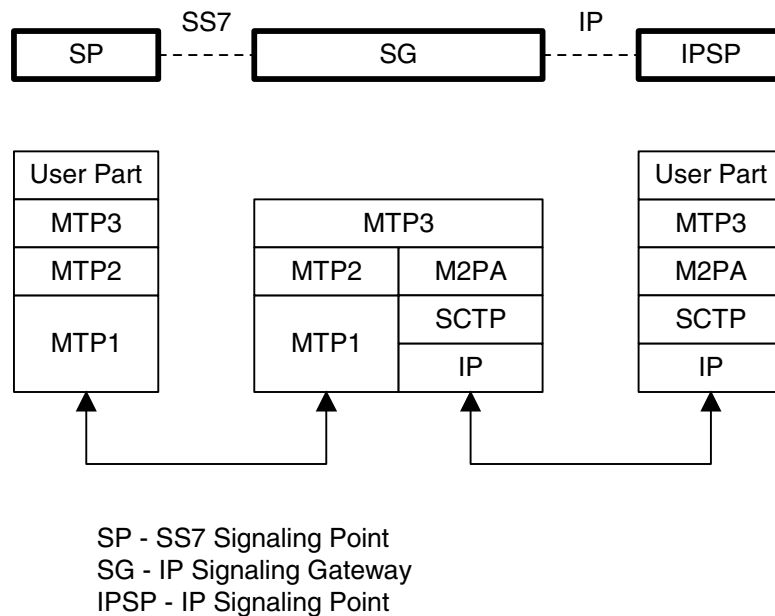 SS7 IP
SP SG IPSP
User Part User Part
MTP3 MTP3 MTP3
MTP2 MTP2 M2PA M2PA
MTP1 MTP1 SCTP SCTP
IP IP
SP - SS7 Signaling Point
SG - IP Signaling Gateway
IPSP - IP Signaling Point